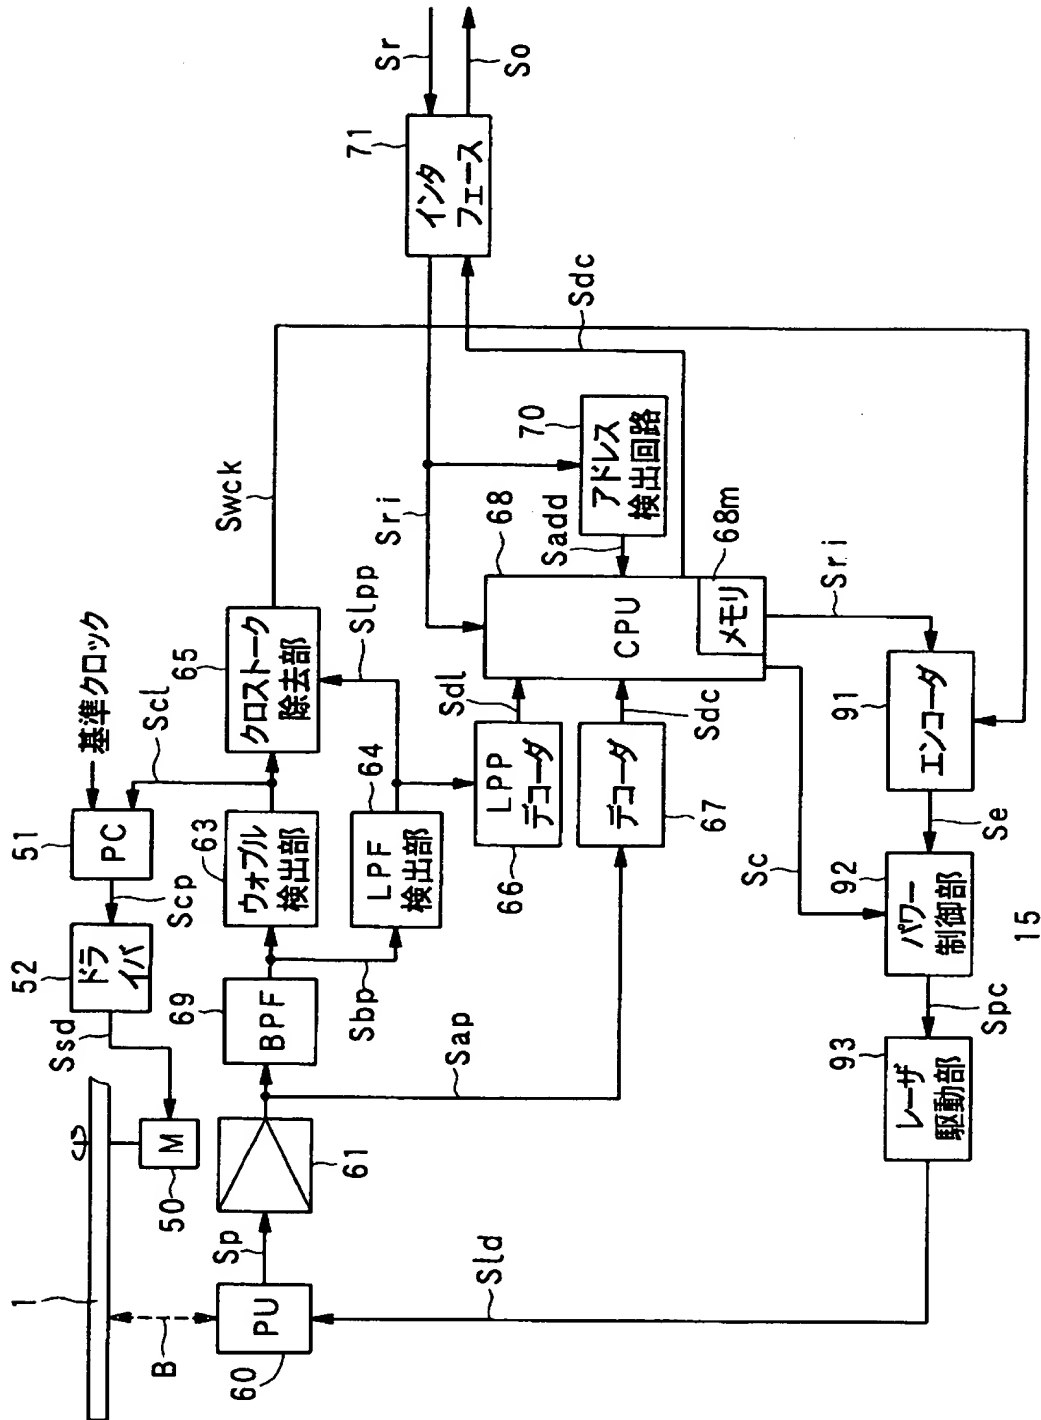 1
B
Ssd
52
ドラ
イバ
Scp
51
PC
基準クロック
Scl
M
50
60
PU
Sp
61
69
BPF
Sbp
63
ウォブル
検出部
65
クロストーク
除去部
Swck
64
LPF
検出部
Slpp
Sap
66
LPP
デコーダ
Sdl
デコーダ
67
Sdc
68
CPU
メモリ
68m
Sri
70
アドレス
検出回路
Sadd
Sdc
71
インタ
フェース
Sr
So
Sld
93
レーザ
駆動部
Spc
92
パワー
制御部
Sc
Se
91
エンコーダ
Sri
15